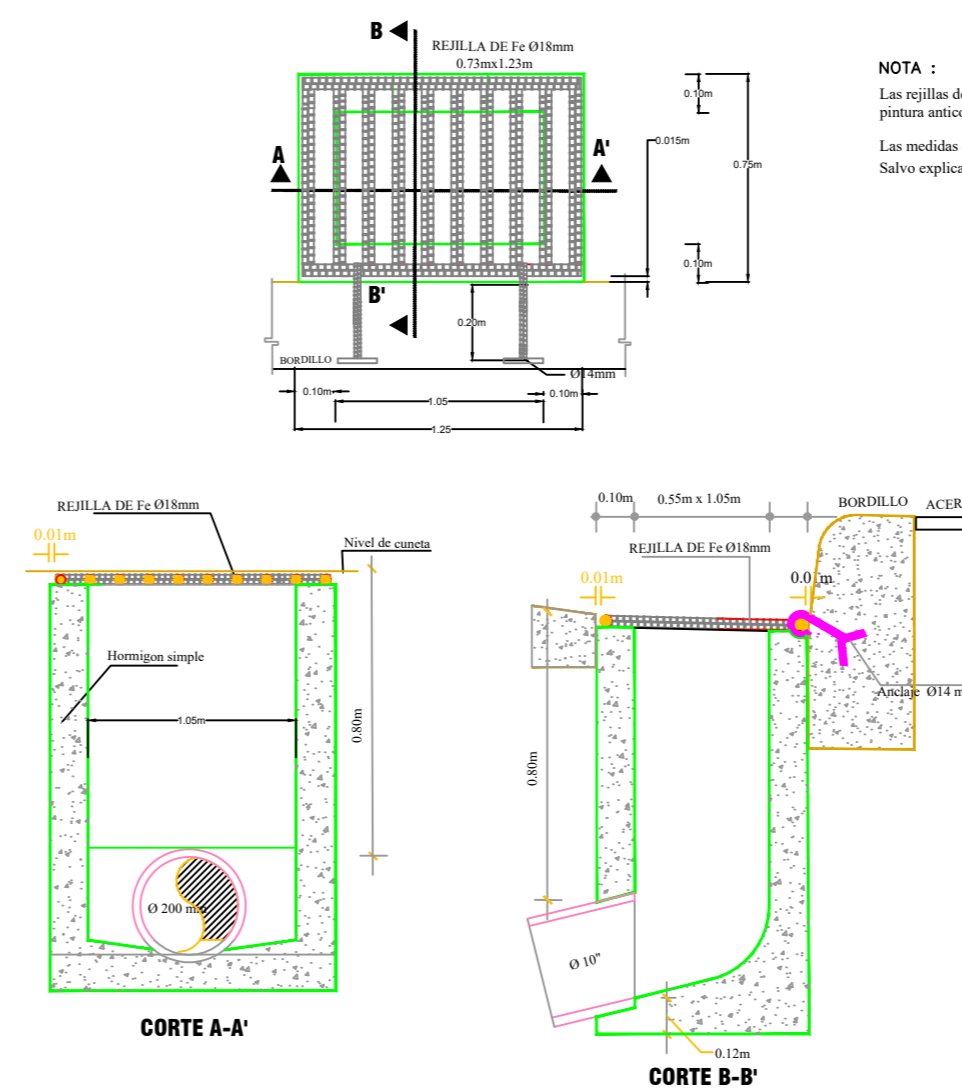 B
REJILLA DE Fe Ø18mm
0.73mx1.23m
NOTA :
Las rejillas
pintura
Las medidas
Salvo
0.10m
0.015m
0.75m
A
A'
0.10m
B'
0.20m
BORDILLO
Ø14mm
0.10m
1.05
0.10m
1.25
REJILLA DE Fe Ø18mm
0.01m
Nivel de cuneta
Hormigon simple
1.05m
0.80m
Ø 200 mm
CORTE A-A'
0.10m
0.55m x 1.05m
BORDILLO
REJILLA DE Fe Ø18mm
0.01m
0.01m
0.80m
Anclaje Ø14 m
Ø 10"
0.12m
CORTE B-B'